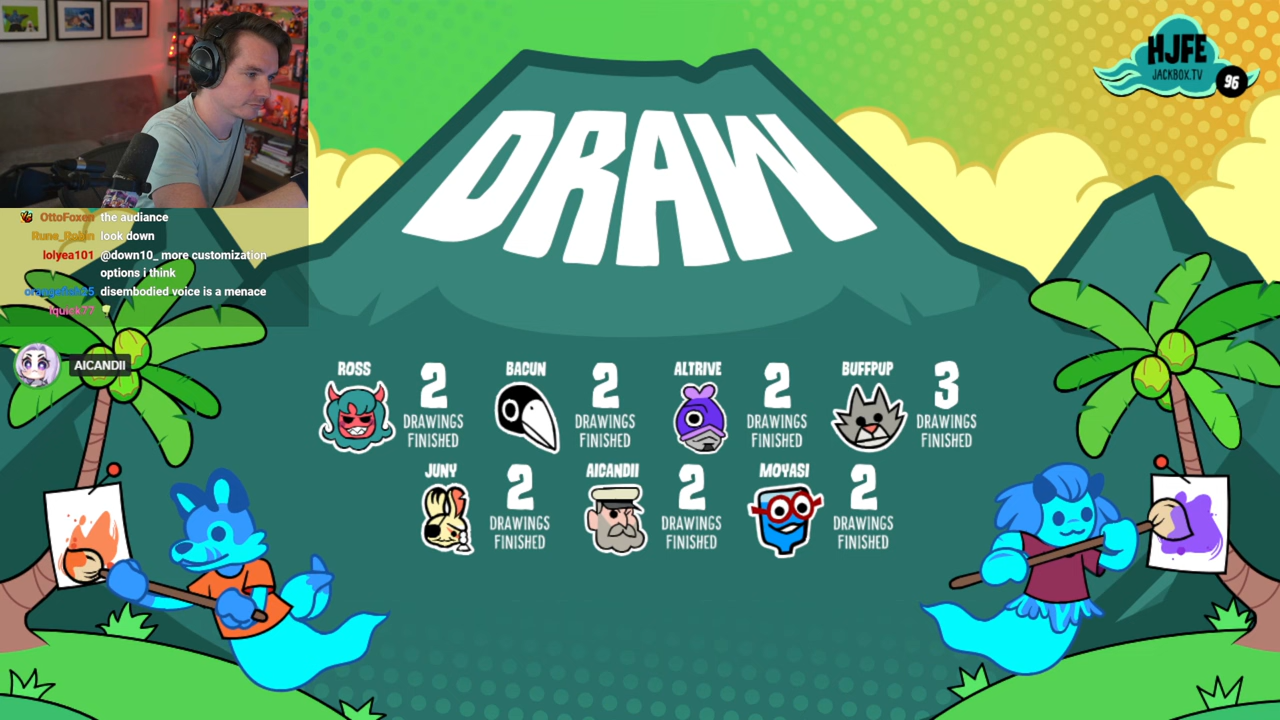 HJFE
JACKBOX.TV
96
DRAW
OttoFoxen the audiance
look down
lolyea101 @down10_ more customization
options i think
disembodied voice is a menace
AICANDII
ROSS
2
DRAWINGS
FINISHED
BACUN
2
DRAWINGS
FINISHED
ALTRIVE
2
DRAWINGS
FINISHED
BUFFPUP
3
DRAWINGS
FINISHED
JUNY
2
DRAWINGS
FINISHED
AICANDII
2
DRAWINGS
FINISHED
MOYASI
2
DRAWINGS
FINISHED